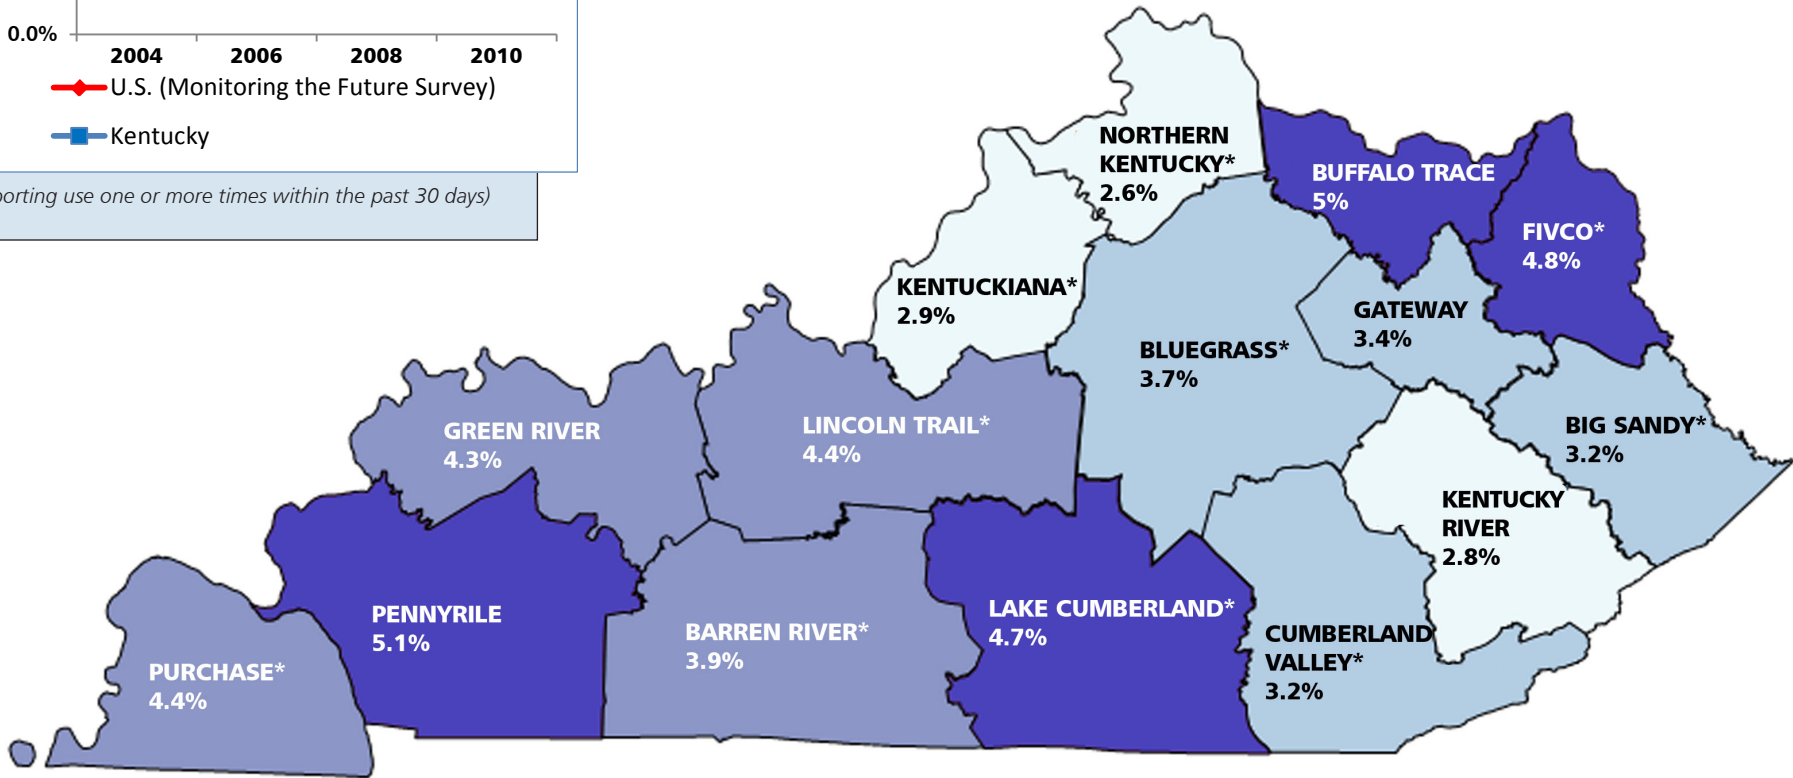 0.0%
2004 2006 2008 2010
U.S. (Monitoring the Future Survey)
Kentucky
use one or more times within the past 30 days)
NORTHERN
KENTUCKY*
2.6%
BUFFALO TRACE
5%
FIVCO*
4.8%
KENTUCKIANA*
2.9%
GATEWAY
3.4%
BLUEGRASS*
3.7%
GREEN RIVER
4.3%
LINCOLN TRAIL*
4.4%
BIG SANDY*
3.2%
KENTUCKY
RIVER
2.8%
PENNYRILE
5.1%
LAKE CUMBERLAND*
4.7%
BARREN RIVER*
3.9%
CUMBERLAND
VALLEY*
3.2%
PURCHASE*
4.4%